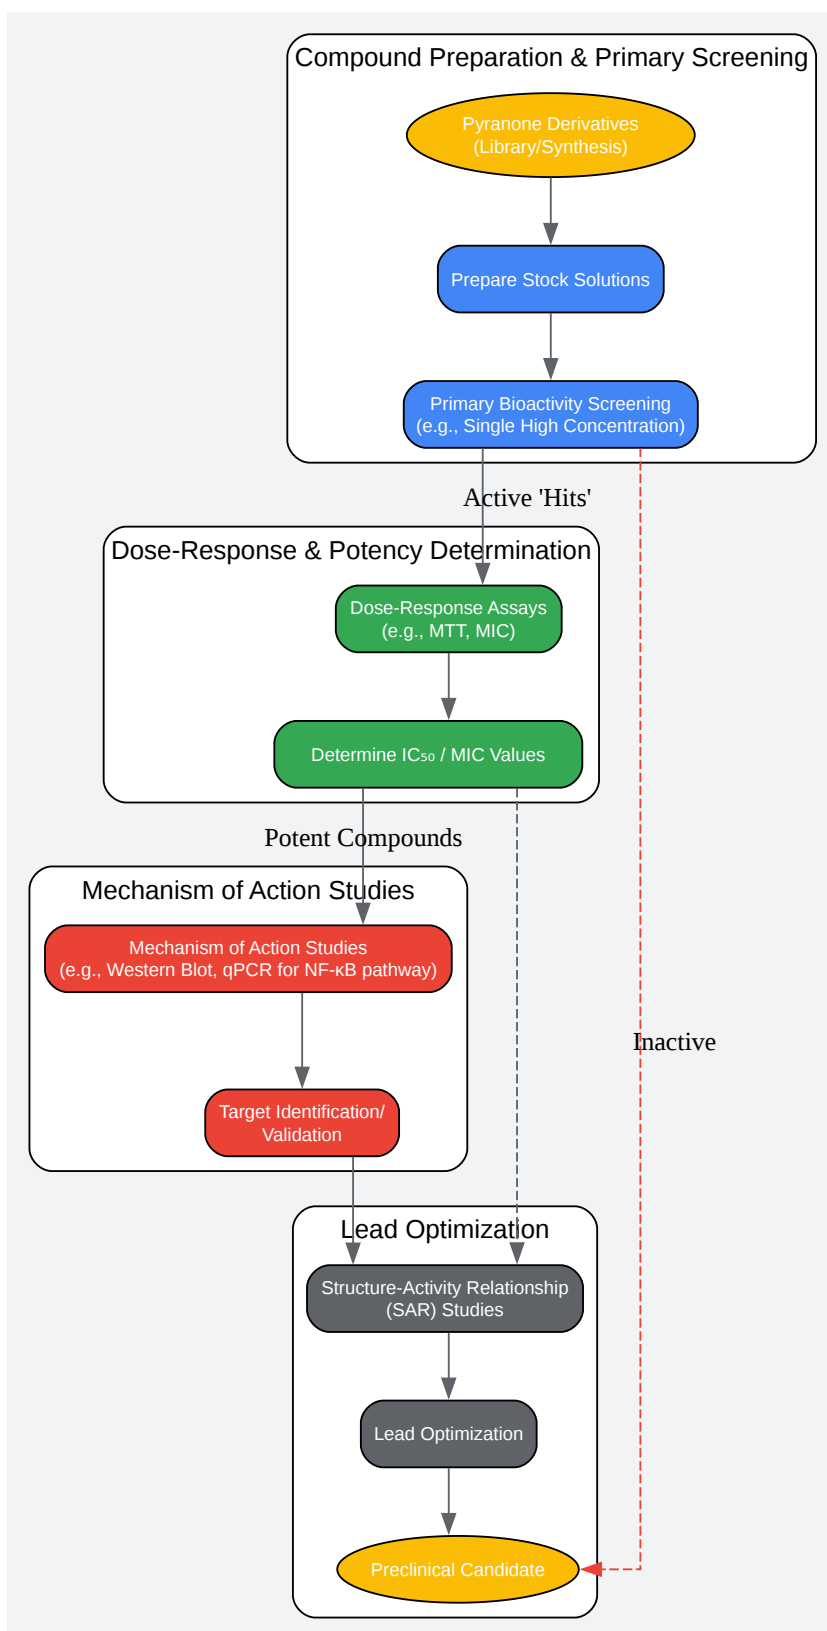 Compound Preparation & Primary Screening
Pyranone Derivatives
(Library/Synthesis)
Prepare Stock Solutions
Primary Bioactivity Screening
(e.g., Single High Concentration)
Active 'Hits'
Dose-Response & Potency Determination
Dose-Response Assays
(e.g., MTT, MIC)
Determine IC₅₀ / MIC Values
Potent Compounds
Mechanism of Action Studies
Mechanism of Action Studies
(e.g., Western Blot, qPCR for NF-κB pathway)
Inactive
Target Identification/
Validation
Lead Optimization
Structure-Activity Relationship
(SAR) Studies
Lead Optimization
Preclinical Candidate